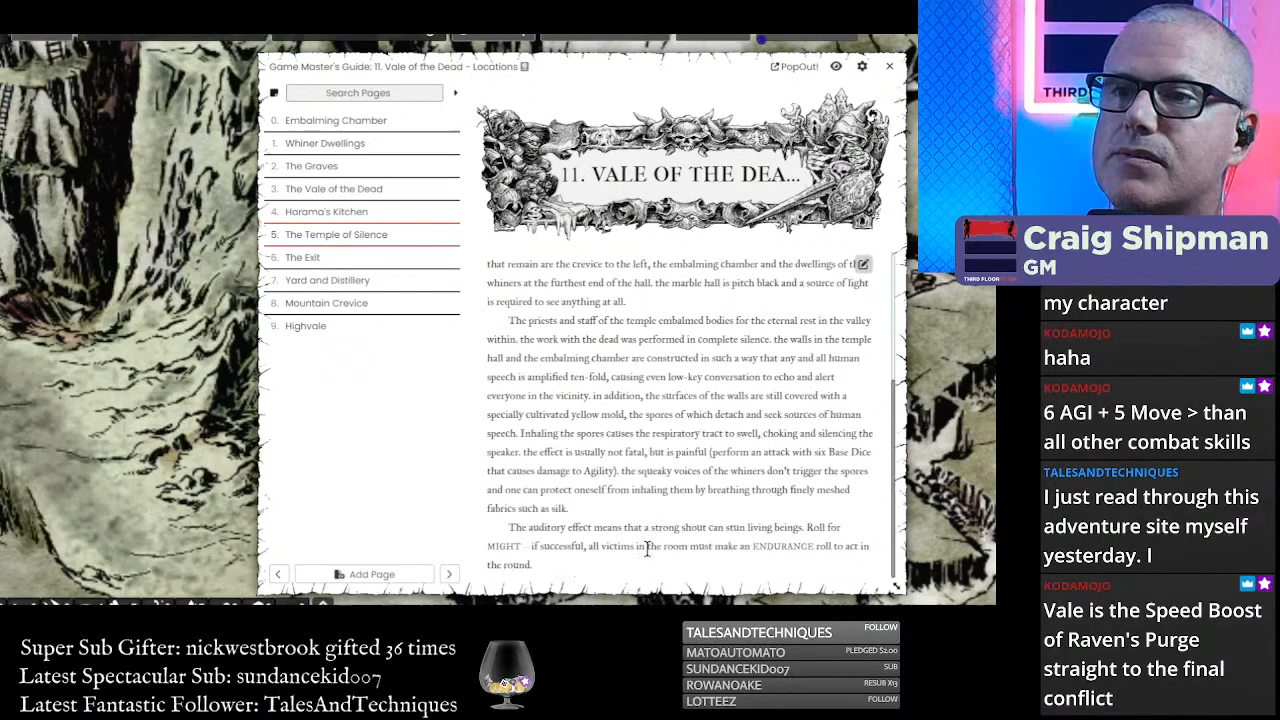 Game Master's Guide: 11. Vale of the Dead - Locations
PopOut!
Search Pages
0. Embalming Chamber
1. Whiner Dwellings
2. The Graves
3. The Vale of the Dead
4. Harama's Kitchen
5. The Temple of Silence
6. The Exit
7. Yard and Distillery
8. Mountain Crevice
9. Highvale
Add Page
11. VALE OF THE DEA...
that remain are the crevice to the left, the embalming chamber and the dwellings of
whiners at the furthest end of the hall. the marble hall is pitch black and a source of light
is required to see anything at all.
The priests and staff of the temple embalmed bodies for the eternal rest in the valley
within. the work with the dead was performed in complete silence. the walls in the temple
hall and the embalming chamber are constructed in such a way that any and all human
speech is amplified ten-fold, causing even low-key conversation to echo and alert
everyone in the vicinity. in addition, the surfaces of the walls are still covered with a
specially cultivated yellow mold, the spores of which detach and seek sources of human
speech. Inhaling the spores causes the respiratory tract to swell, choking and silencing the
speaker. the effect is usually not fatal, but is painful (perform an attack with six Base Dice
that causes damage to Agility). the squeaky voices of the whiners don't trigger the spores
and one can protect oneself from inhaling them by breathing through finely meshed
fabrics such as silk.
The auditory effect means that a strong shout can stun living beings. Roll for
MIGHT – if successful, all victims in the room must make an ENDURANCE roll to act in
the round.
THIRD
Craig Shipman
GM
THIRD FLOOR
my character
KODAMOJO
haha
KODAMOJO
6 AGI + 5 Move > than
all other combat skills
TALESANDTECHNIQUES
I just read through this
adventure site myself
yesterday. I
KODAMOJO
Vale is the Speed Boost
of Raven's Purge
straight to the final
conflict
Super Sub Gifter: nickwestbrook gifted 36 times
Latest Spectacular Sub: sundancekid007
Latest Fantastic Follower: TalesAndTechniques
TALESANDTECHNIQUES FOLLOW
MATOAUTOMATO PLEDGED $2.00
SUNDANCEKID007 SUB
ROWANOAKE RESUB X13
LOTTEEZ FOLLOW